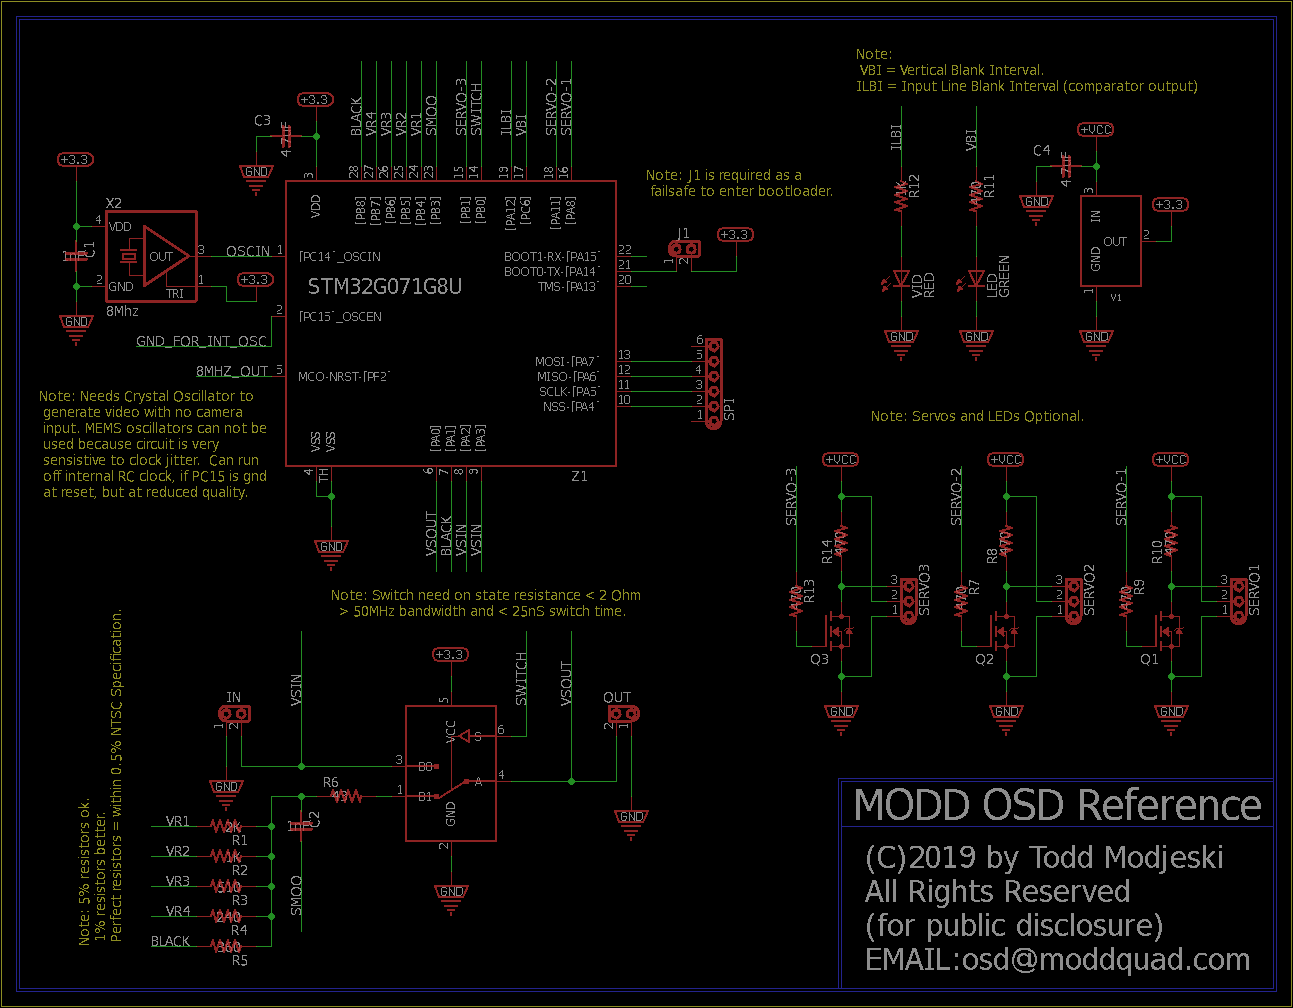 Note:
VBI = Vertical Blank Interval.
ILBI = Input Line Blank Interval (comparator output)
+3.3
C3
4.7uF
GND
BLACK
VR4
VR3
VR2
VR1
SMOO
SERVO-3
SWITCH
ILBI
VBI
SERVO-2
SERVO-1
3
28
27
26
25
24
23
15
14
19
17
18
16
VDD
[PB8]
[PB7]
[PB6]
[PB5]
[PB4]
[PB3]
[PB1]
[PB0]
[PA12]
[PC6]
[PA11]
[PA8]
Note: J1 is required as a
failsafe to enter bootloader.
J1
1
2
+3.3
+3.3
X2
4
VDD
C1
2
GND
OUT
TRI
3
1
8Mhz
GND
+3.3
OSCIN
1
2
GND_FOR_INT_OSC
8MHZ_OUT
5
[PC14]_OSCIN
STM32G071G8U
[PC15]_OSCEN
MCO-NRST-[PF2]
BOOT1-RX-[PA15]
BOOT0-TX-[PA14]
TMS-[PA13]
22
21
20
MOSI-[PA7]
MISO-[PA6]
SCLK-[PA5]
NSS-[PA4]
13
12
11
10
6
5
4
3
2
1
SPI
VSS
VSS
4
TH
GND
[PA0]
[PA1]
[PA2]
[PA3]
6
7
8
9
VSOUT
BLACK
VSIN
VSIN
Z1
Note: Needs Crystal Oscillator to
generate video with no camera
input. MEMS oscillators can not be
used because circuit is very
sensitive to clock jitter. Can run
off internal RC clock, if PC15 is gnd
at reset, but at reduced quality.
ILBI
1K
R12
VID
RED
GND
VBI
R11
LED
GREEN
GND
+VCC
C4
4.7uF
GND
3
IN
OUT
GND
2
1
V1
+3.3
GND
Note: Servos and LEDs Optional.
SERVO-3
+VCC
R14
470
470
R13
Q3
3
2
1
SERVO3
GND
SERVO-2
+VCC
R8
470
470
R7
Q2
3
2
1
SERVO2
GND
SERVO-1
+VCC
R10
470
470
R9
Q1
3
2
1
SERVO1
GND
Note: Switch need on state resistance < 2 Ohm
> 50MHz bandwidth and < 25nS switch time.
Note: 5% resistors ok.
1% resistors better.
Perfect resistors = within 0.5% NTSC Specification.
IN
1
2
GND
VSIN
+3.3
5
VCC
S
6
SWITCH
VSOUT
OUT
2
1
GND
3
B0
1
B1
A
4
GND
2
GND
R6
43
C2
SMOO
VR1
2K
R1
VR2
1K
R2
VR3
510
R3
VR4
240
R4
BLACK
360
R5
MODD OSD Reference
(C)2019 by Todd Modjeski
All Rights Reserved
(for public disclosure)
EMAIL:osd@moddquad.com